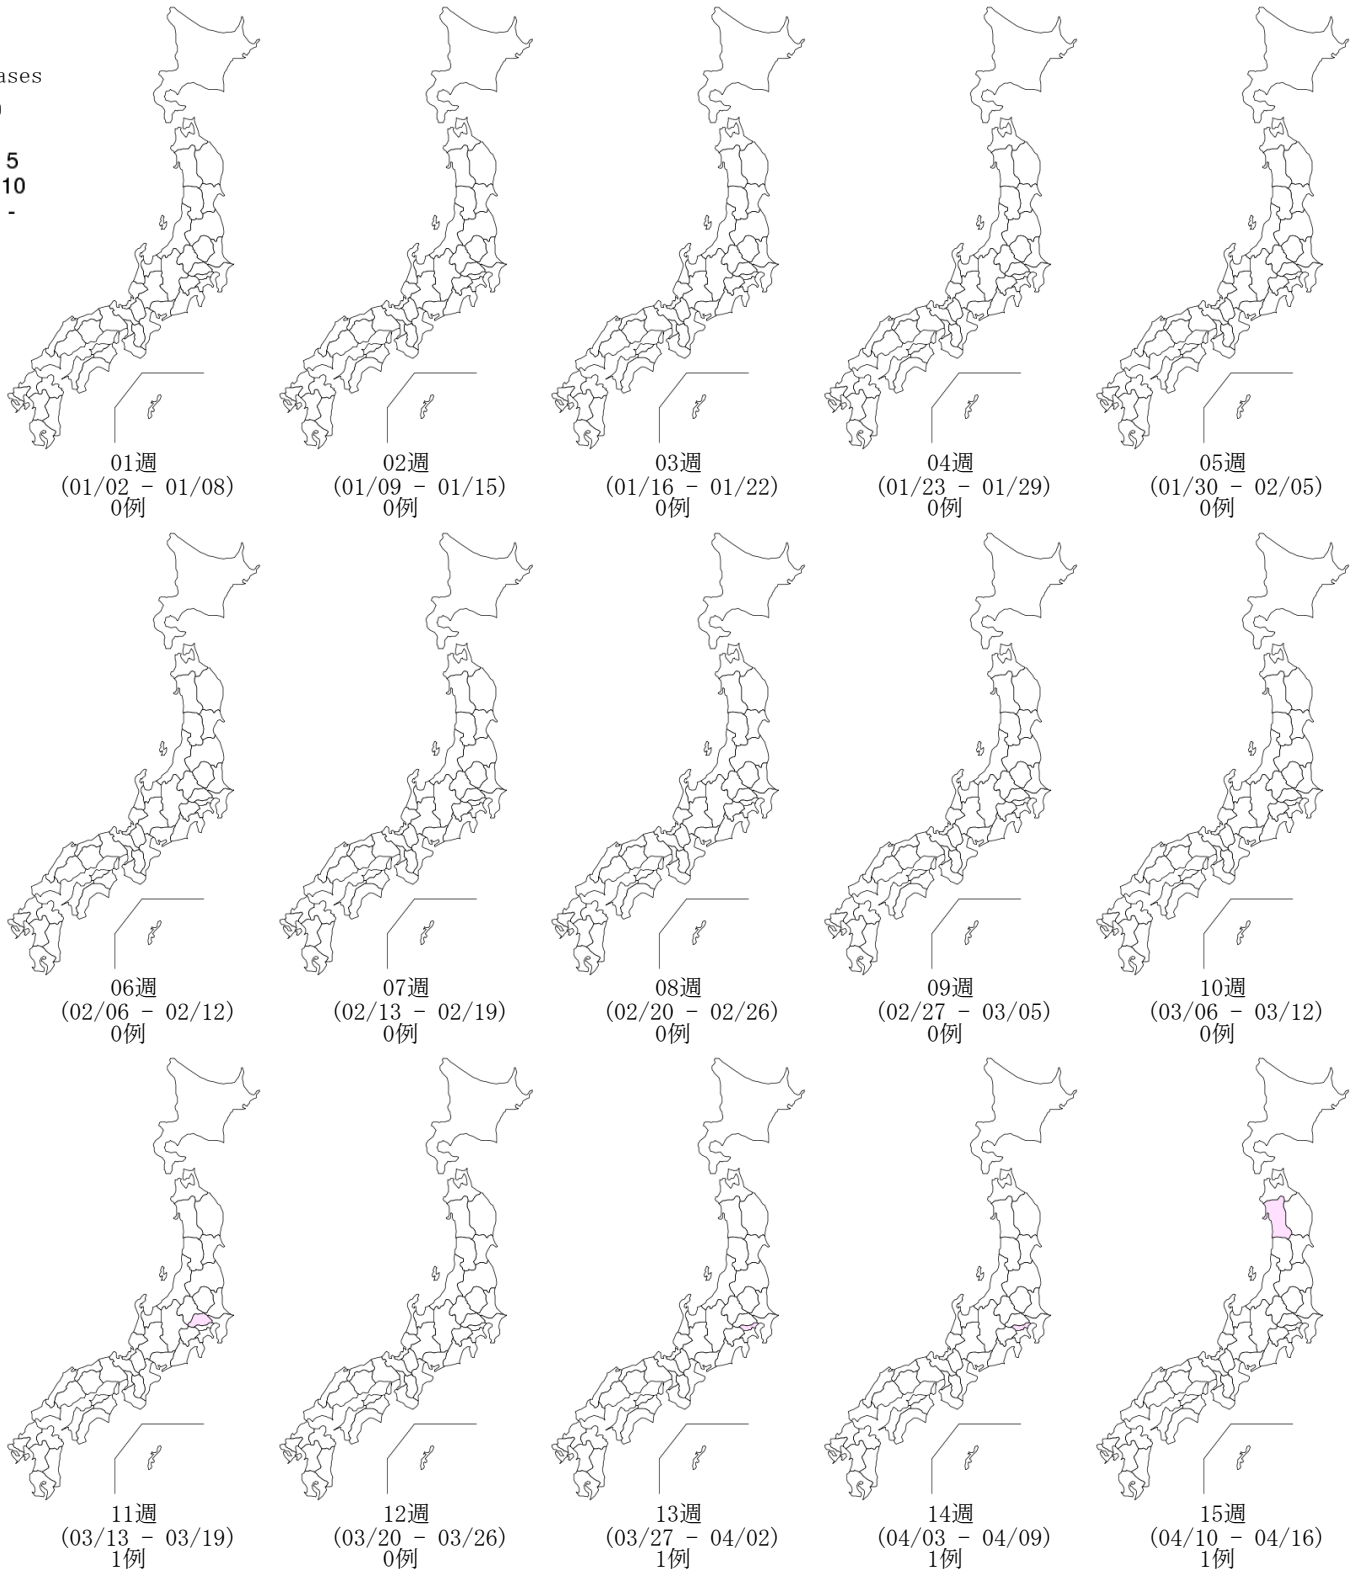 ases
5
10
-
01週
(01/02 - 01/08)
0例
02週
(01/09 - 01/15)
0例
03週
(01/16 - 01/22)
0例
04週
(01/23 - 01/29)
0例
05週
(01/30 - 02/05)
0例
06週
(02/06 - 02/12)
0例
07週
(02/13 - 02/19)
0例
08週
(02/20 - 02/26)
0例
09週
(02/27 - 03/05)
0例
10週
(03/06 - 03/12)
0例
11週
(03/13 - 03/19)
1例
12週
(03/20 - 03/26)
0例
13週
(03/27 - 04/02)
1例
14週
(04/03 - 04/09)
1例
15週
(04/10 - 04/16)
1例